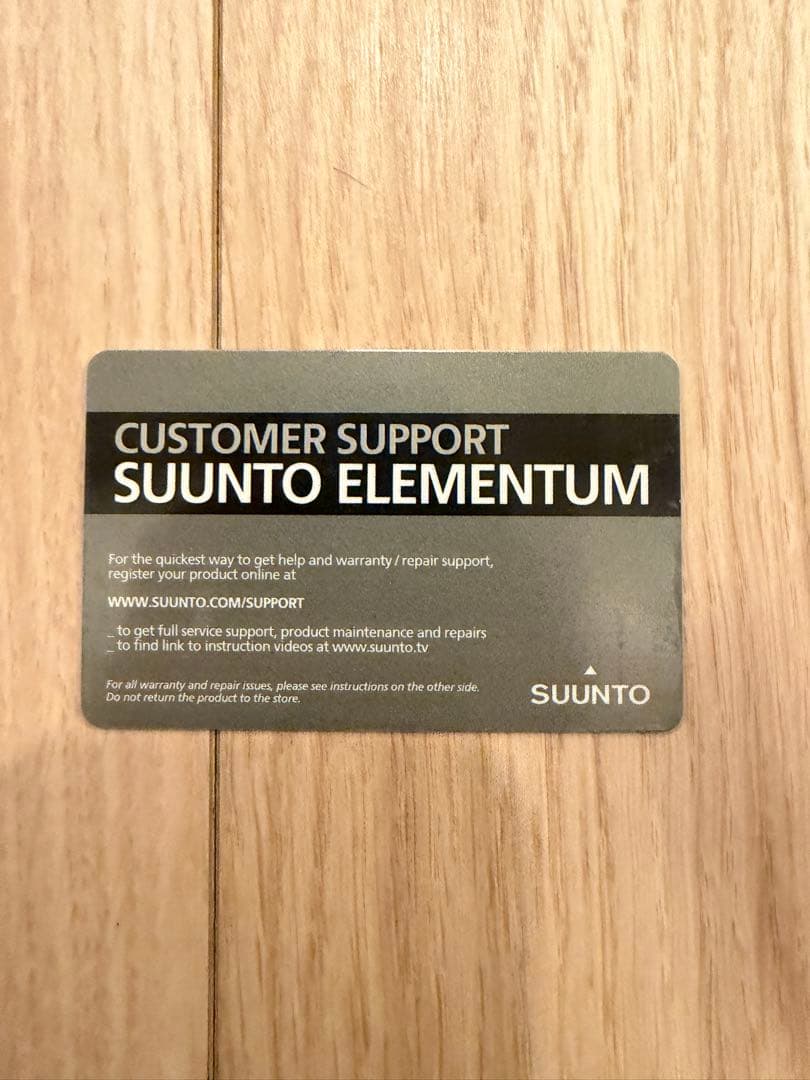 CUSTOMER SUPPORT
SUUNTO ELEMENTUM
For the quickest way to get help and warranty / repair support,
register your product online at
WWW.SUUNTO.COM/SUPPORT
_ to get full service support, product maintenance and repairs
_ to find link to instruction videos at www.suunto.tv
For all warranty and repair issues, please see instructions on the other side.
Do not return the product to the store.
SUUNTO